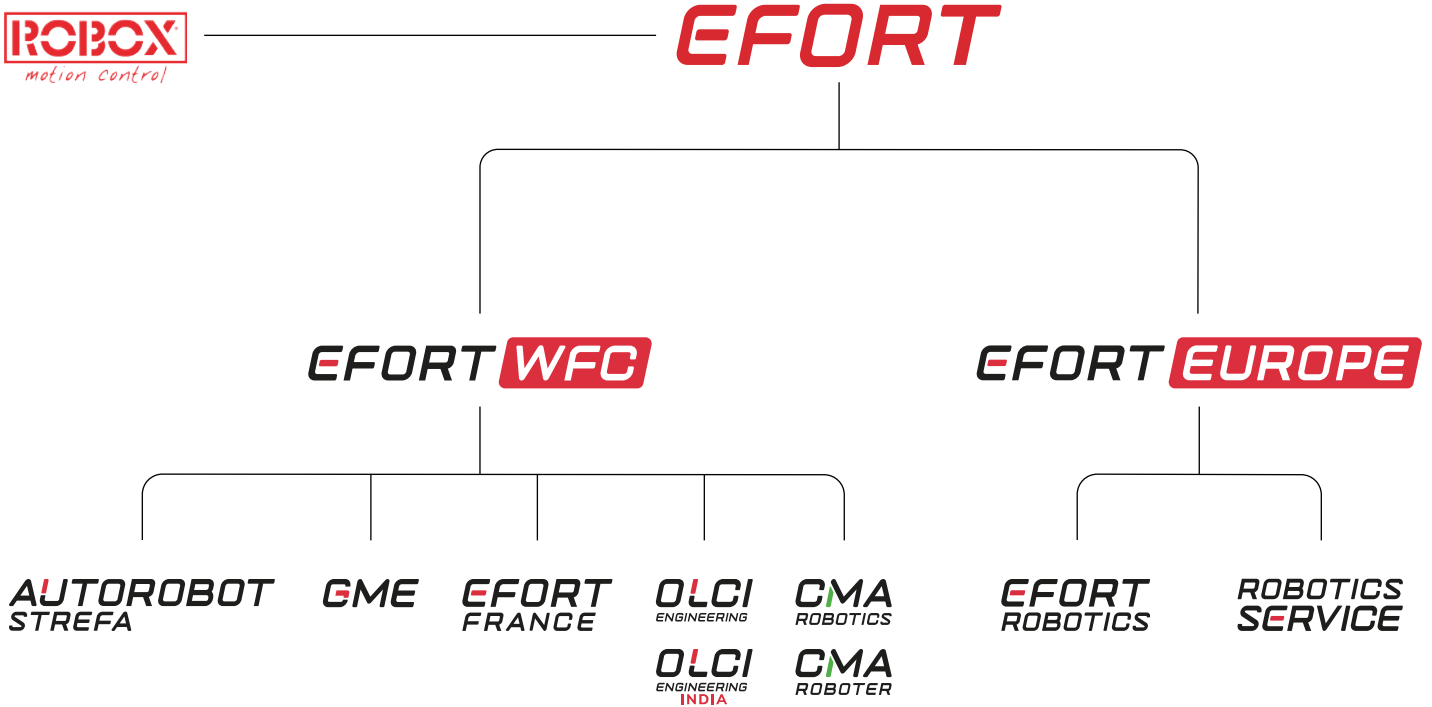 ROBOX
motion control
EFORT
EFORT WFC
EFORT EUROPE
AUTOROBOT
STREFA
GME
EFORT
FRANCE
OLCI
ENGINEERING
CMA
ROBOTICS
EFORT
ROBOTICS
ROBOTICS
SERVICE
OLCI
ENGINEERING
INDIA
CMA
ROBOTER